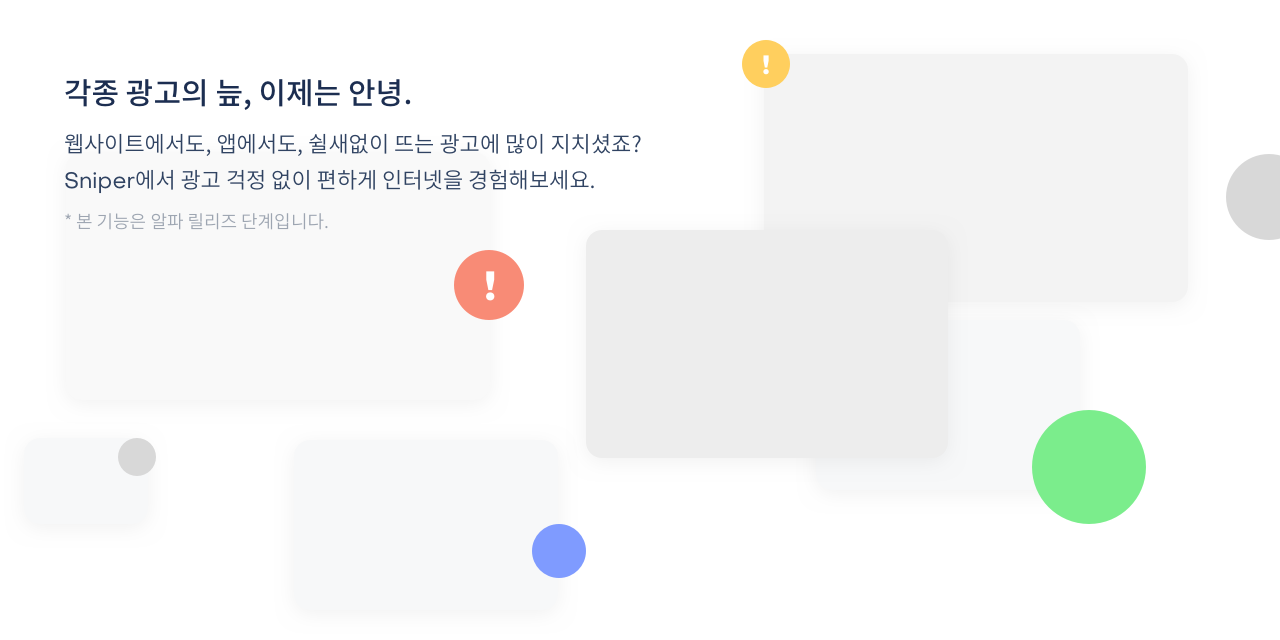 각종 광고의 늪, 이제는 안녕.
웹사이트에서도, 앱에서도, 쉴새없이 뜨는 광고에 많이 지치셨죠?
Sniper에서 광고 걱정 없이 편하게 인터넷을 경험해보세요.
* 본 기능은 알파 릴리즈 단계입니다.
!
!